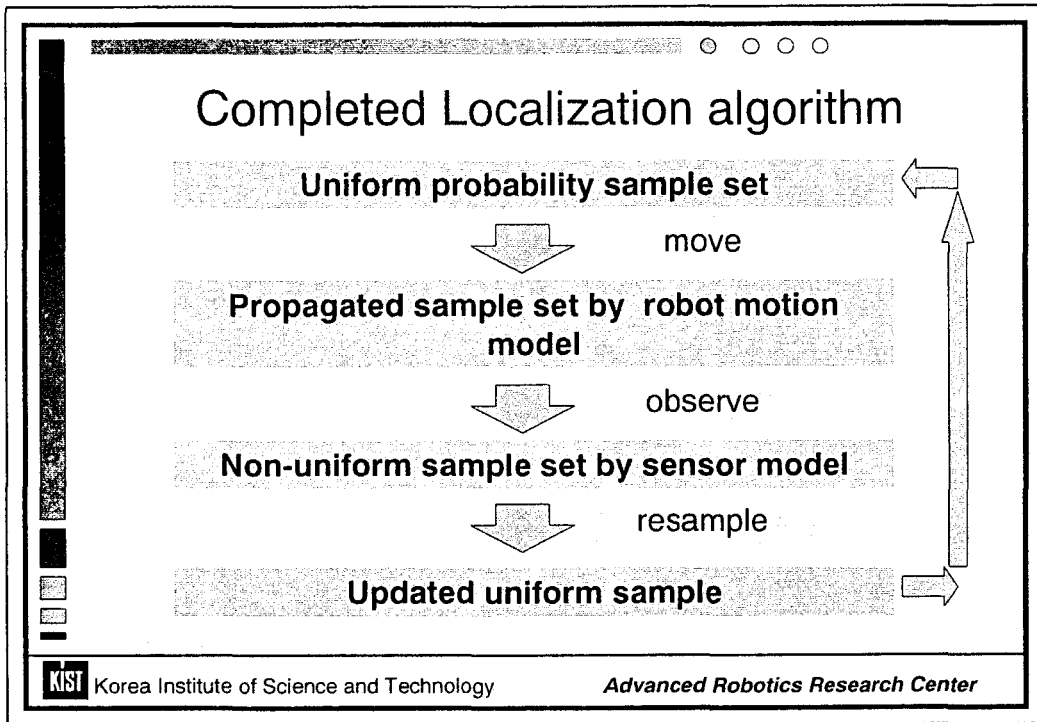 Completed Localization algorithm
Uniform probability sample set
move
Propagated sample set by robot motion
model
observe
Non-uniform sample set by sensor model
resample
Updated uniform sample
KIST Korea Institute of Science and Technology
Advanced Robotics Research Center